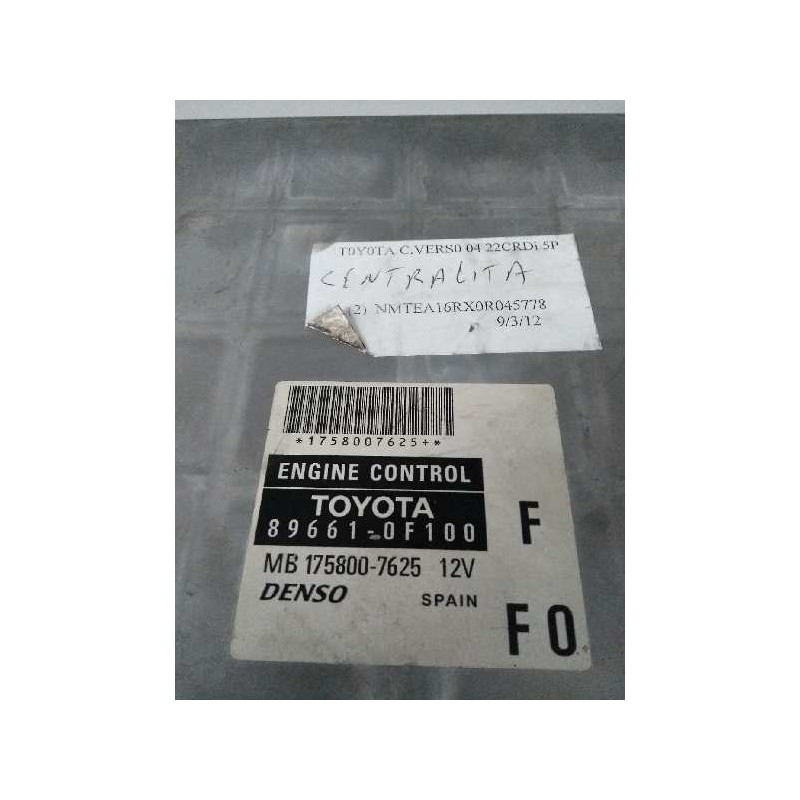 T0Y0TA C.VERS0 04 22CRDi 5P
CENTRALITA
(2) NMTEA16RX0R045778
9/3/12
*1758007625+*
ENGINE CONTROL
TOYOTA
89661-0F100
F
MB 175800-7625 12V
DENSO SPAIN
F0